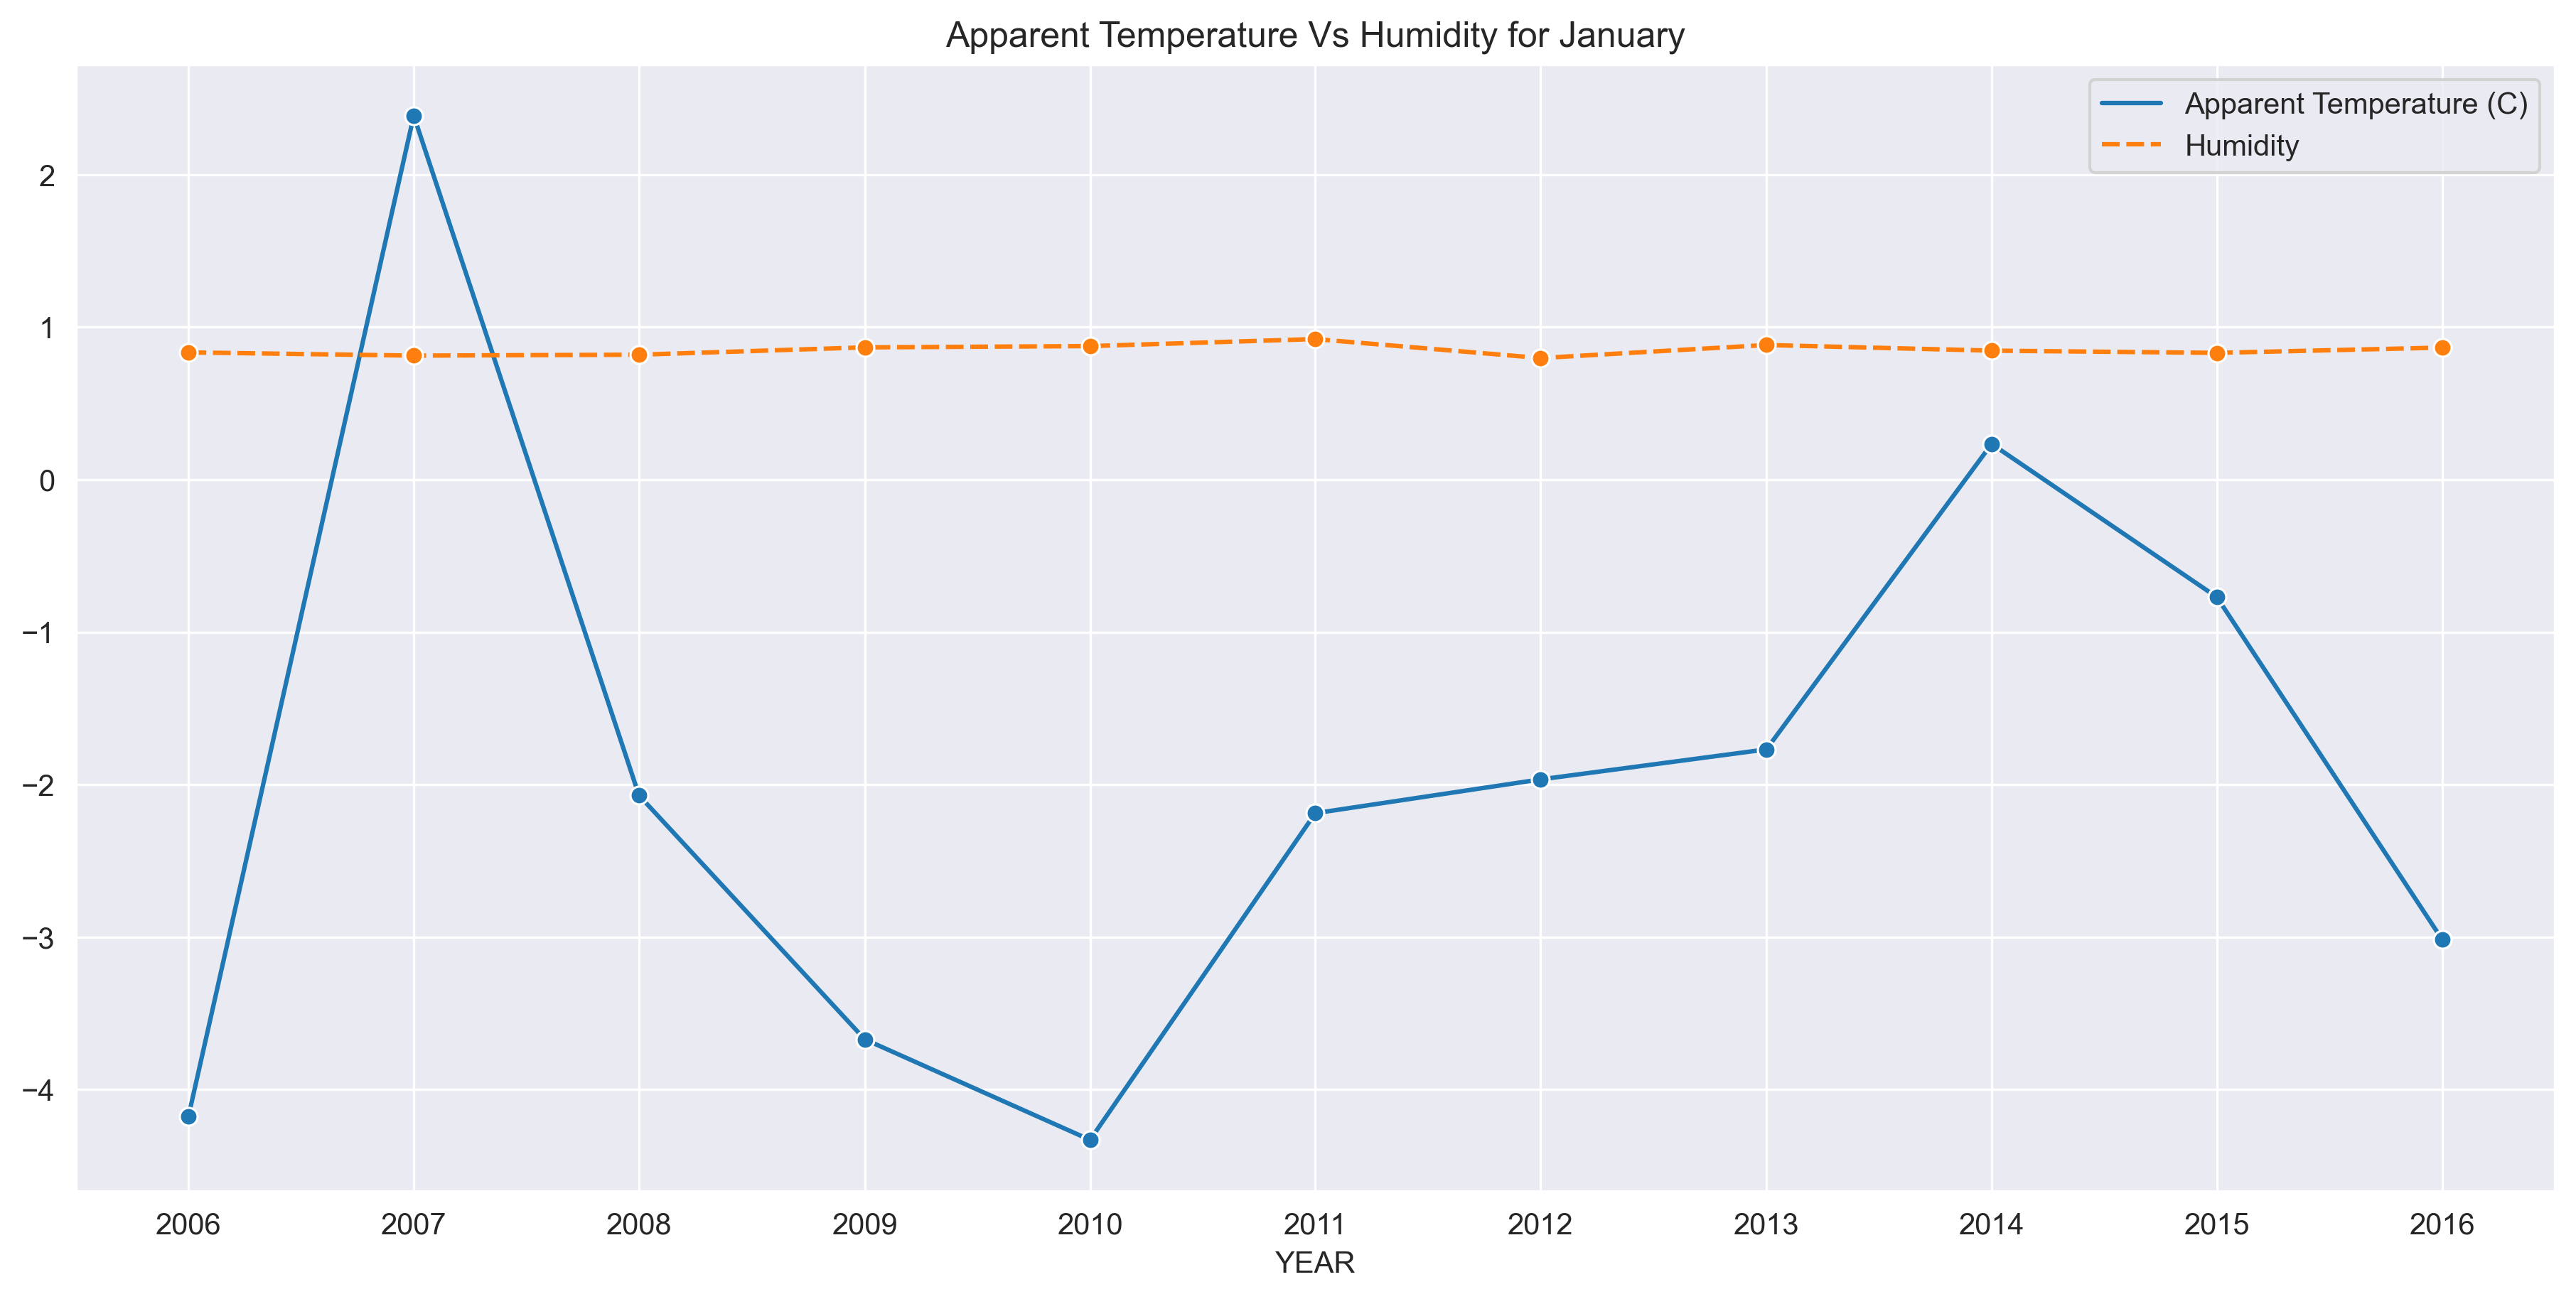 Apparent Temperature Vs Humidity for January
Apparent Temperature (C)
Humidity
2
1
0
−1
−2
−3
−4
2006 2007 2008 2009 2010 2011 2012 2013 2014 2015 2016
YEAR